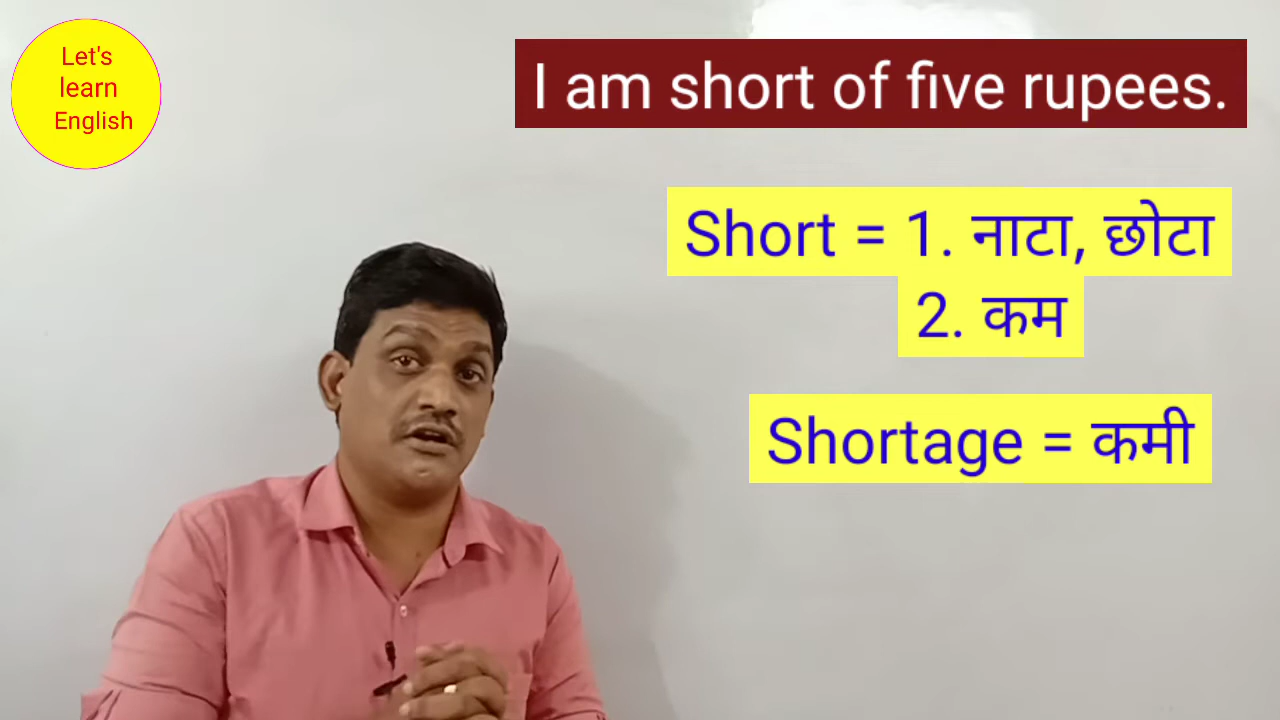 Let's
learn
English
I am short of five rupees.
Short = 1. नाटा, छोटा
2. कम
Shortage = कमी